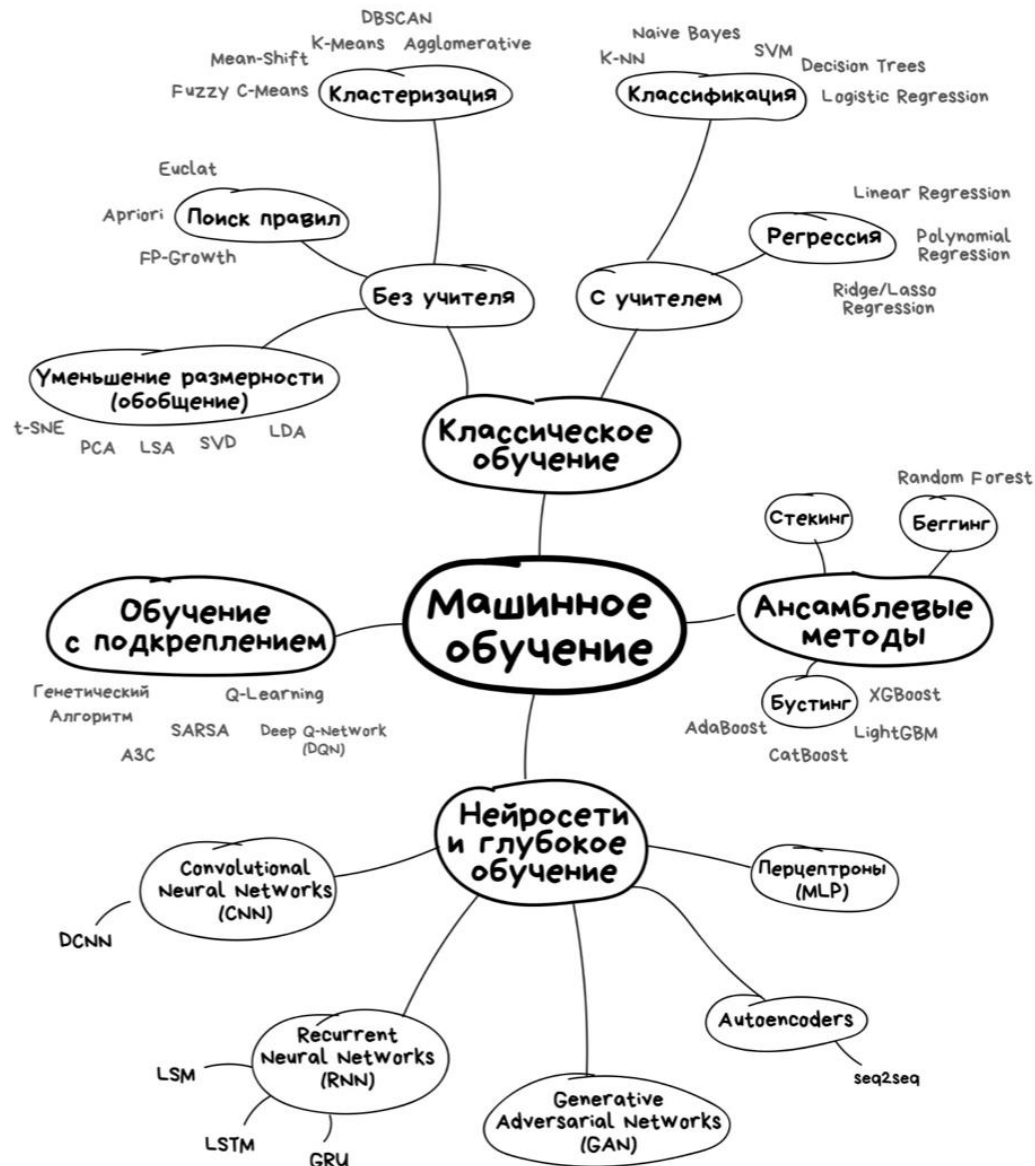 DBSCAN
K-Means
Agglomerative
Mean-Shift
Fuzzy C-Means
Кластеризация
Naive Bayes
SVM
K-NN
Decision Trees
Классификация
Logistic Regression
Euclat
Apriori
Поиск правил
FP-Growth
Linear Regression
Регрессия
Polynomial
Regression
Ridge/Lasso
Regression
Без учителя
С учителем
Уменьшение размерности
(обобщение)
t-SNE
PCA
LSA
SVD
LDA
Классическое
обучение
Random Forest
Стекинг
Беггинг
Обучение
с подкреплением
Машинное
обучение
Ансамблевые
методы
Генетический
Алгоритм
Q-Learning
SARSA
Deep Q-Network
(DQN)
A3C
Бустинг
XGBoost
AdaBoost
LightGBM
CatBoost
Нейросети
и глубокое
обучение
Convolutional
Neural Networks
(CNN)
DCNN
Перцептроны
(MLP)
Autoencoders
seq2seq
Recurrent
Neural Networks
(RNN)
LSM
LSTM
GRU
Generative
Adversarial Networks
(GAN)